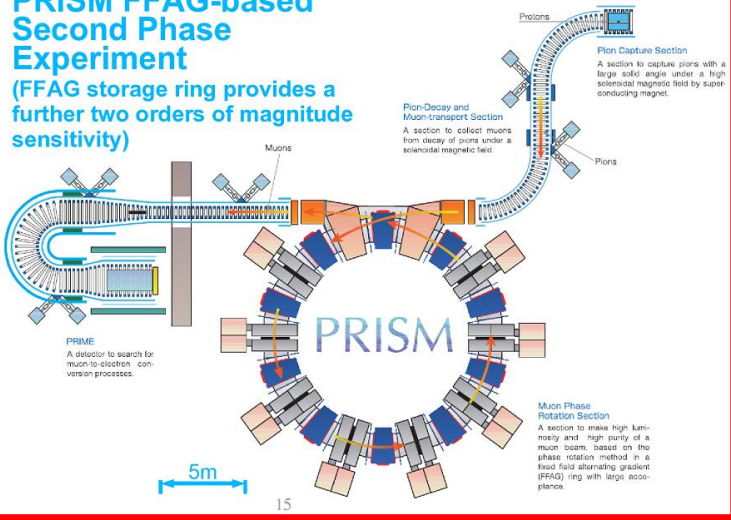 PRISM FFAG-based
Second Phase
Experiment
(FFAG storage ring provides a
further two orders of magnitude
sensitivity)
Protons
Pion Capture Section
A section to capture pions with a
large solid angle under a high
solenoidal magnetic field by super-
conducting magnet.
Pion-Decay and
Muon-transport Section
A section to collect muons
from decay of pions under a
solenoidal magnetic field.
Muons
Pions
PRISM
PRIME
A detector to search for
muon-to-electron con-
version processes.
Muon Phase
Rotation Section
A section to make high lumi-
nosity and high purity of a
muon beam, based on the
phase rotation method in a
fixed field alternating gradient
(FFAG) ring with large acce-
plance.
5m
15